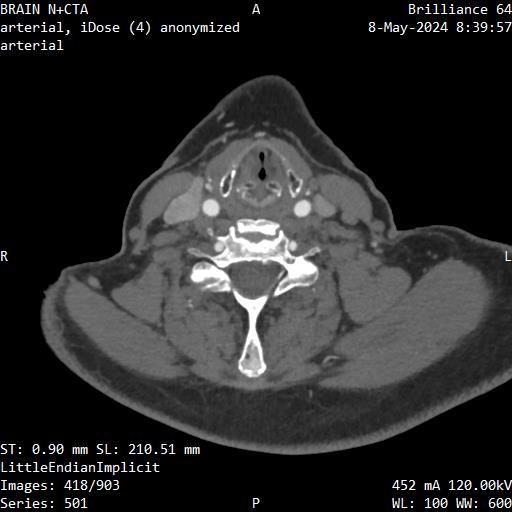 BRAIN N+CTA
A
Brilliance 64
arterial, iDose (4) anonymized
8-May-2024 8:39:57
arterial
R
L
ST: 0.90 mm SL: 210.51 mm
LittleEndianImplicit
Images: 418/903
452 mA 120.00kV
Series: 501
P
WL: 100 WW: 600